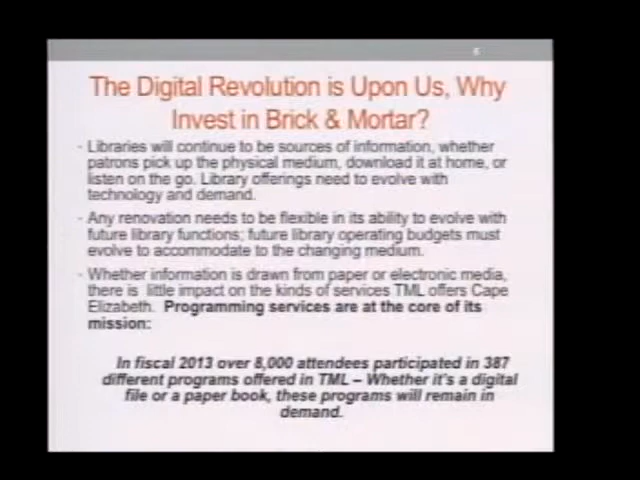 The Digital Revolution is Upon Us, Why
Invest in Brick & Mortar?
· Libraries will continue to be sources of information, whether
patrons pick up the physical medium, download it at home, or
listen on the go. Library offerings need to evolve with
technology and demand.
· Any renovation needs to be flexible in its ability to evolve with
future library functions; future library operating budgets must
evolve to accommodate to the changing medium.
· Whether information is drawn from paper or electronic media,
there is little impact on the kinds of services TML offers Cape
Elizabeth. Programming services are at the core of its
mission:
In fiscal 2013 over 8,000 attendees participated in 387
different programs offered in TML – Whether it's a digital
file or a paper book, these programs will remain in
demand.